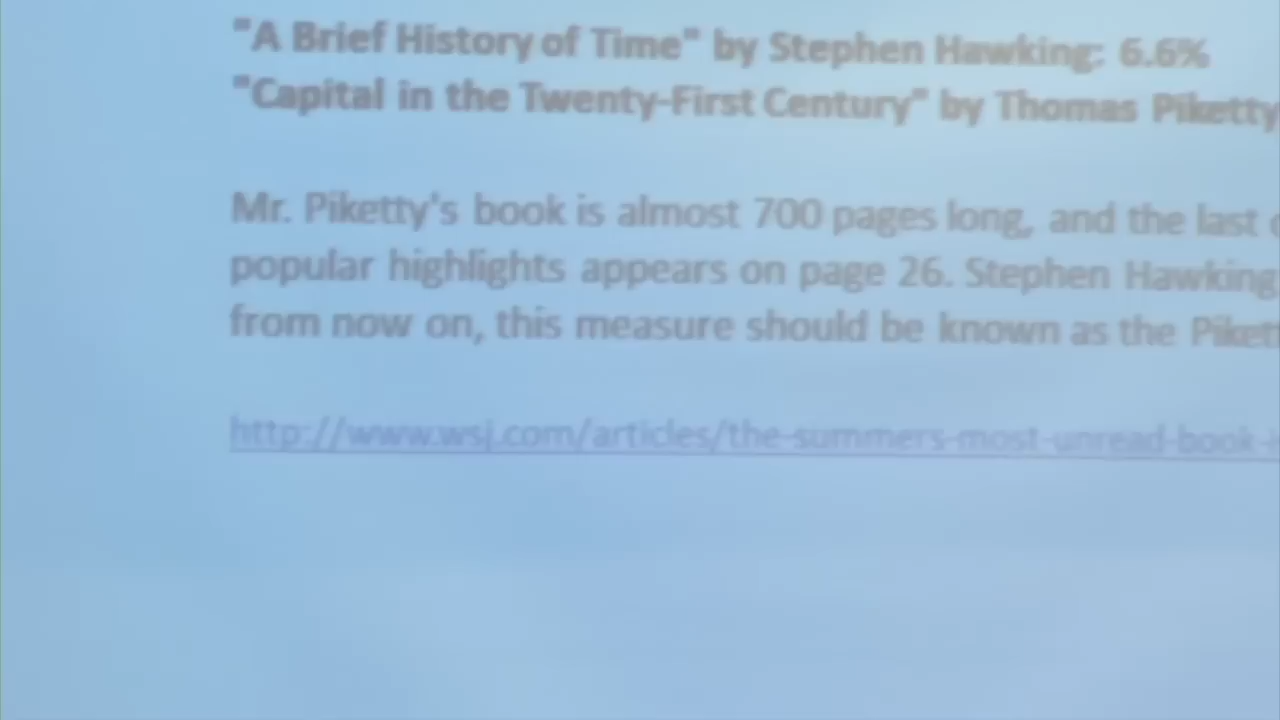 "A Brief History of Time" by Stephen Hawking: 6.6%
"Capital in the Twenty-First Century" by Thomas Piketty
Mr. Piketty's book is almost 700 pages long, and the last
popular highlights appears on page 26. Stephen Hawking
from now on, this measure should be known as the
http://www.wsj.com/articles/the-summers-most-unread-book-